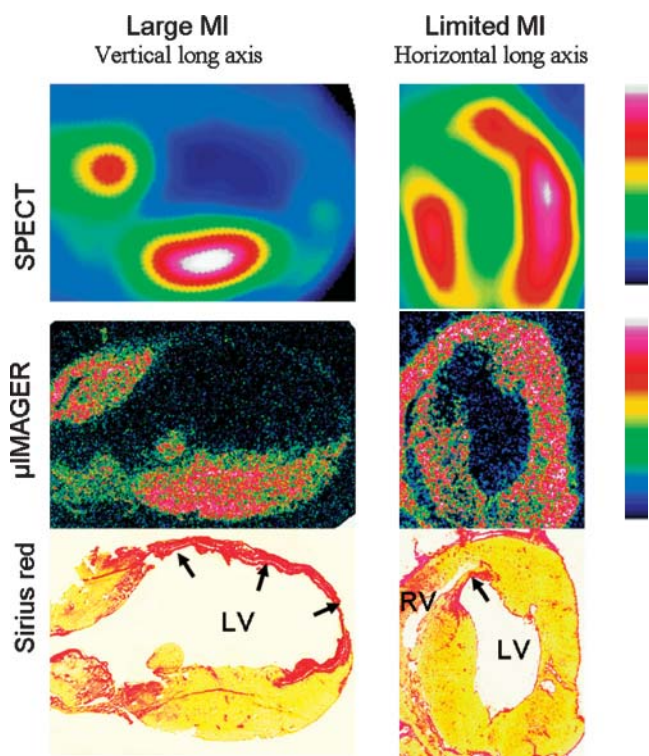 Large MI
Vertical long axis
Limited MI
Horizontal long axis
SPECT
µIMAGER
Sirius red
LV
RV
LV